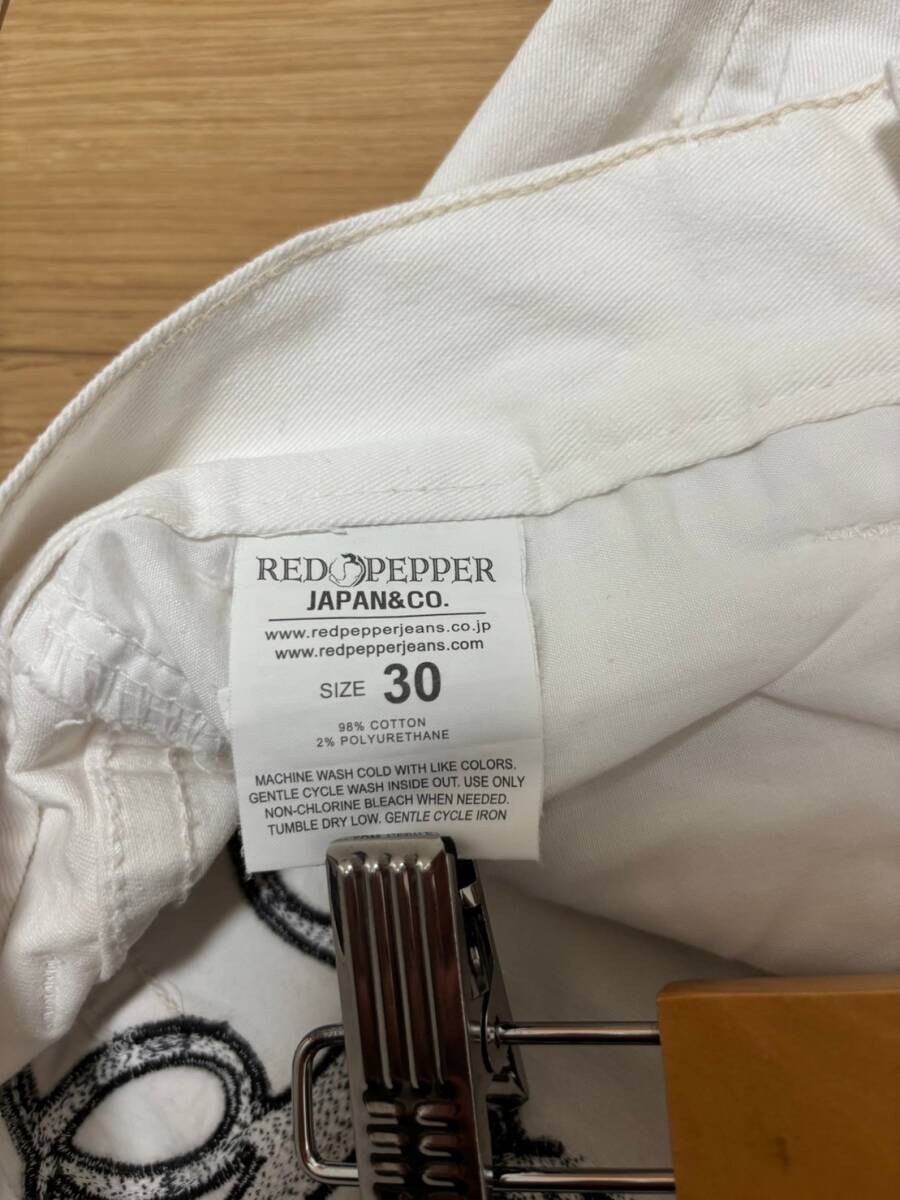 RED PEPPER
JAPAN&CO.
www.redpepperjeans.co.jp
www.redpepperjeans.com
SIZE 30
98% COTTON
2% POLYURETHANE
MACHINE WASH COLD WITH LIKE COLORS.
GENTLE CYCLE WASH INSIDE OUT. USE ONLY
NON-CHLORINE BLEACH WHEN NEEDED.
TUMBLE DRY LOW. GENTLE CYCLE IRON